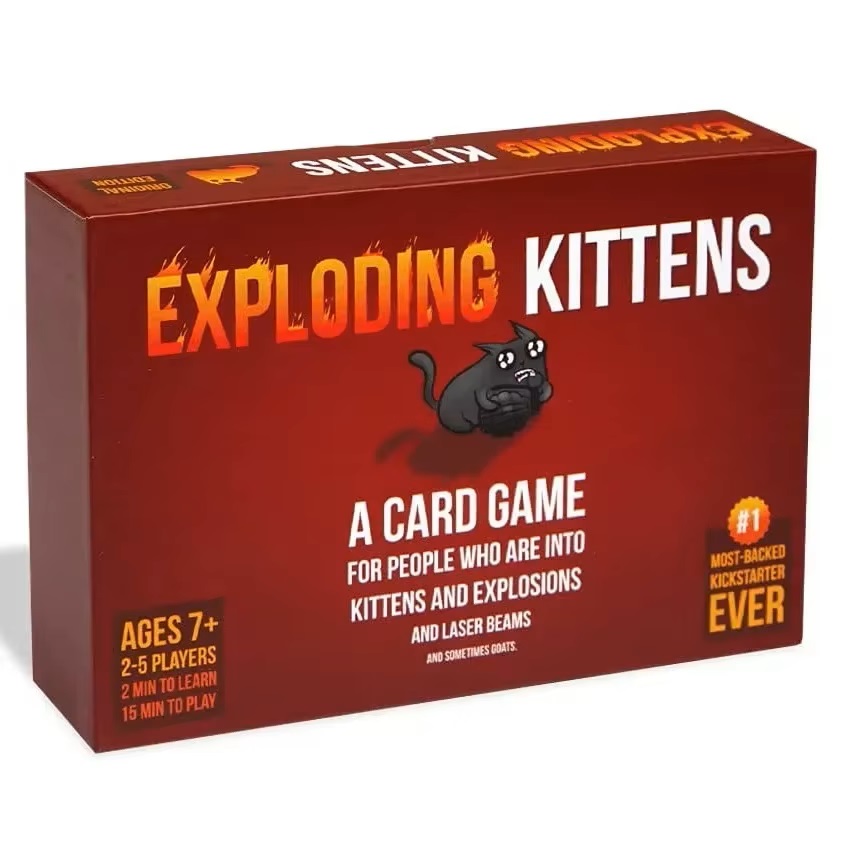 EXPLODING KITTENS
ORIGINAL
EDITION
EXPLODING KITTENS
A CARD GAME
FOR PEOPLE WHO ARE INTO
KITTENS AND EXPLOSIONS
AND LASER BEAMS
AND SOMETIMES GOATS.
AGES 7+
2-5 PLAYERS
2 MIN TO LEARN
15 MIN TO PLAY
#1
MOST-BACKED
KICKSTARTER
EVER